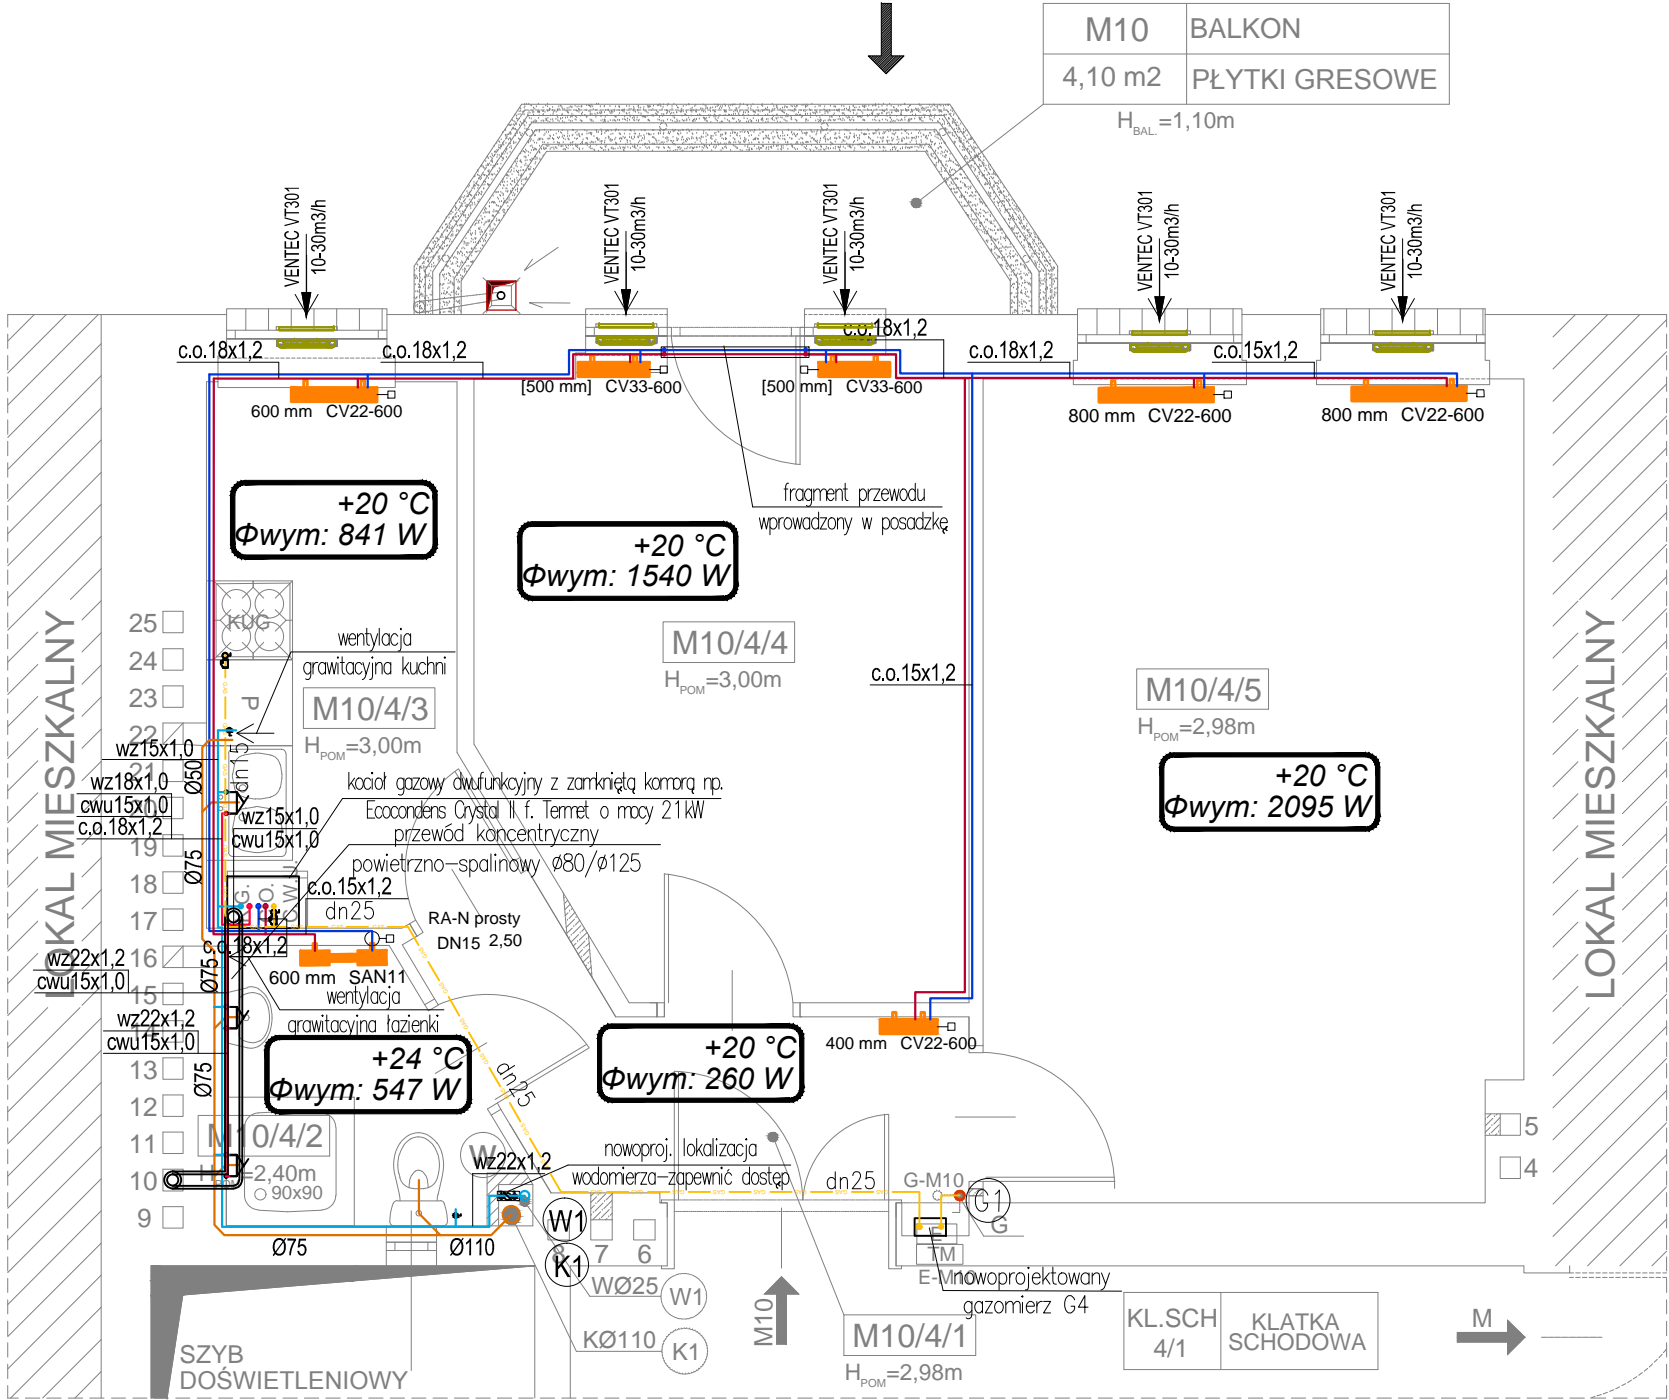 M10 BALKON
4,10 m2 PŁYTKI GRESOWE
HBAL.=1,10m
VENTEC VT301
10-30m3/h
VENTEC VT301
10-30m3/h
VENTEC VT301
10-30m3/h
VENTEC VT301
10-30m3/h
VENTEC VT301
10-30m3/h
c.o.18x1,2
c.o.18x1,2
c.o.18x1,2
c.o.18x1,2
c.o.15x1,2
600 mm CV22-600
[500 mm] CV33-600
[500 mm] CV33-600
800 mm CV22-600
800 mm CV22-600
+20 °C
Φwym: 841 W
+20 °C
Φwym: 1540 W
fragment przewodu
wprowadzony w posadzkę
LOKAL MIESZKALNY
LOKAL MIESZKALNY
25
24
23
22
21
20
19
18
17
16
15
14
13
12
11
10
9
KUG
wentylacja
grawitacyjna kuchni
P
M10/4/3
HPOM=3,00m
M10/4/4
HPOM=3,00m
c.o.15x1,2
M10/4/5
HPOM=2,98m
+20 °C
Φwym: 2095 W
wz15x1,0
Ø50
dn15
wz18x1,0
cwu15x1,0
c.o.18x1,2
wz15x1,0
cwu15x1,0
Ø75
kocioł gazowy dwufunkcyjny z zamkniętą komorą np.
Ecocondens Crystal II f. Termet o mocy 21kW
przewód koncentryczny
powietrzno-spalinowy ø80/ø125
c.o.15x1,2
dn25
RA-N prosty
DN15 2,50
c.o.18x1,2
600 mm SAN11
wz22x1,2
cwu15x1,0
Ø75
wentylacja
grawitacyjna łazienki
wz22x1,2
cwu15x1,0
Ø75
+24 °C
Φwym: 547 W
dn25
+20 °C
Φwym: 260 W
400 mm CV22-600
M10/4/2
=2,40m
90x90
W
wz22x1,2
nowoproj. lokalizacja
wodomierza-zapewnić dostęp
dn25
G-M10
G1
G
5
4
Ø75
Ø110
W1
K1
8
7
6
TM
E-M10
nowoprojektowany
gazomierz G4
WØ25
W1
KØ110
K1
M10
M10/4/1
HPOM=2,98m
KL.SCH
4/1
KLATKA
SCHODOWA
M
SZYB
DOŚWIETLENIOWY